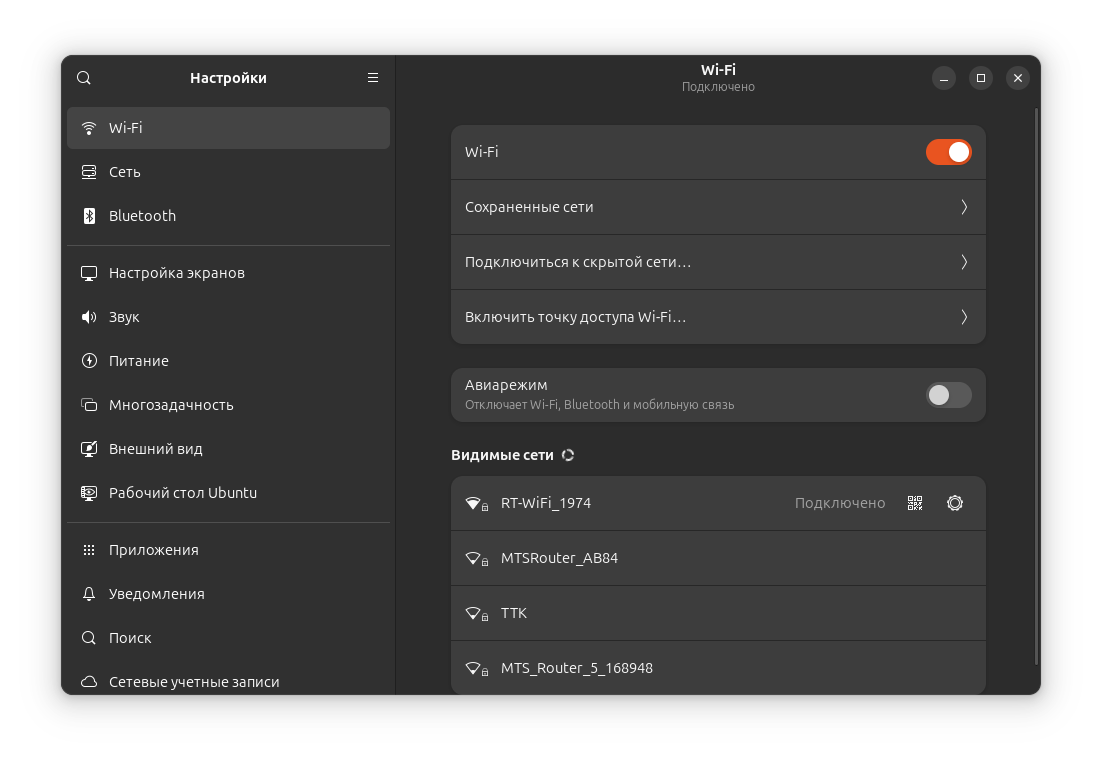 Настройки
Wi-Fi
Сеть
Bluetooth
Настройка экранов
Звук
Питание
Многозадачность
Внешний вид
Рабочий стол Ubuntu
Приложения
Уведомления
Поиск
Сетевые учетные записи
Wi-Fi
Подключено
Wi-Fi
Сохраненные сети
Подключиться к скрытой сети…
Включить точку доступа Wi-Fi…
Авиарежим
Отключает Wi-Fi, Bluetooth и мобильную связь
Видимые сети
RT-WiFi_1974 Подключено
MTSRouter_AB84
TTK
MTS_Router_5_168948